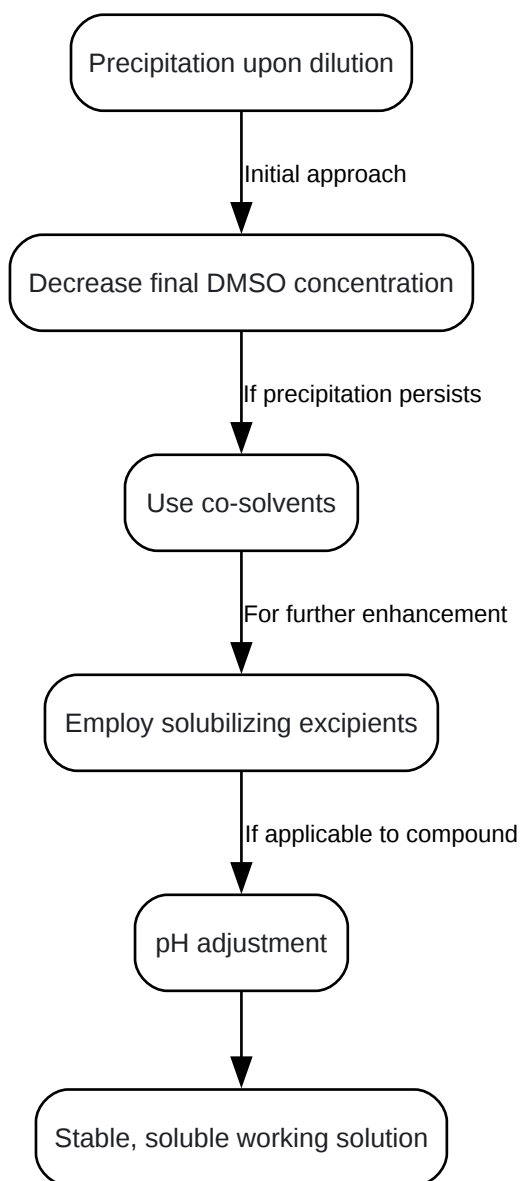 Precipitation upon dilution
Initial approach
Decrease final DMSO concentration
If precipitation persists
Use co-solvents
For further enhancement
Employ solubilizing excipients
If applicable to compound
pH adjustment
Stable, soluble working solution